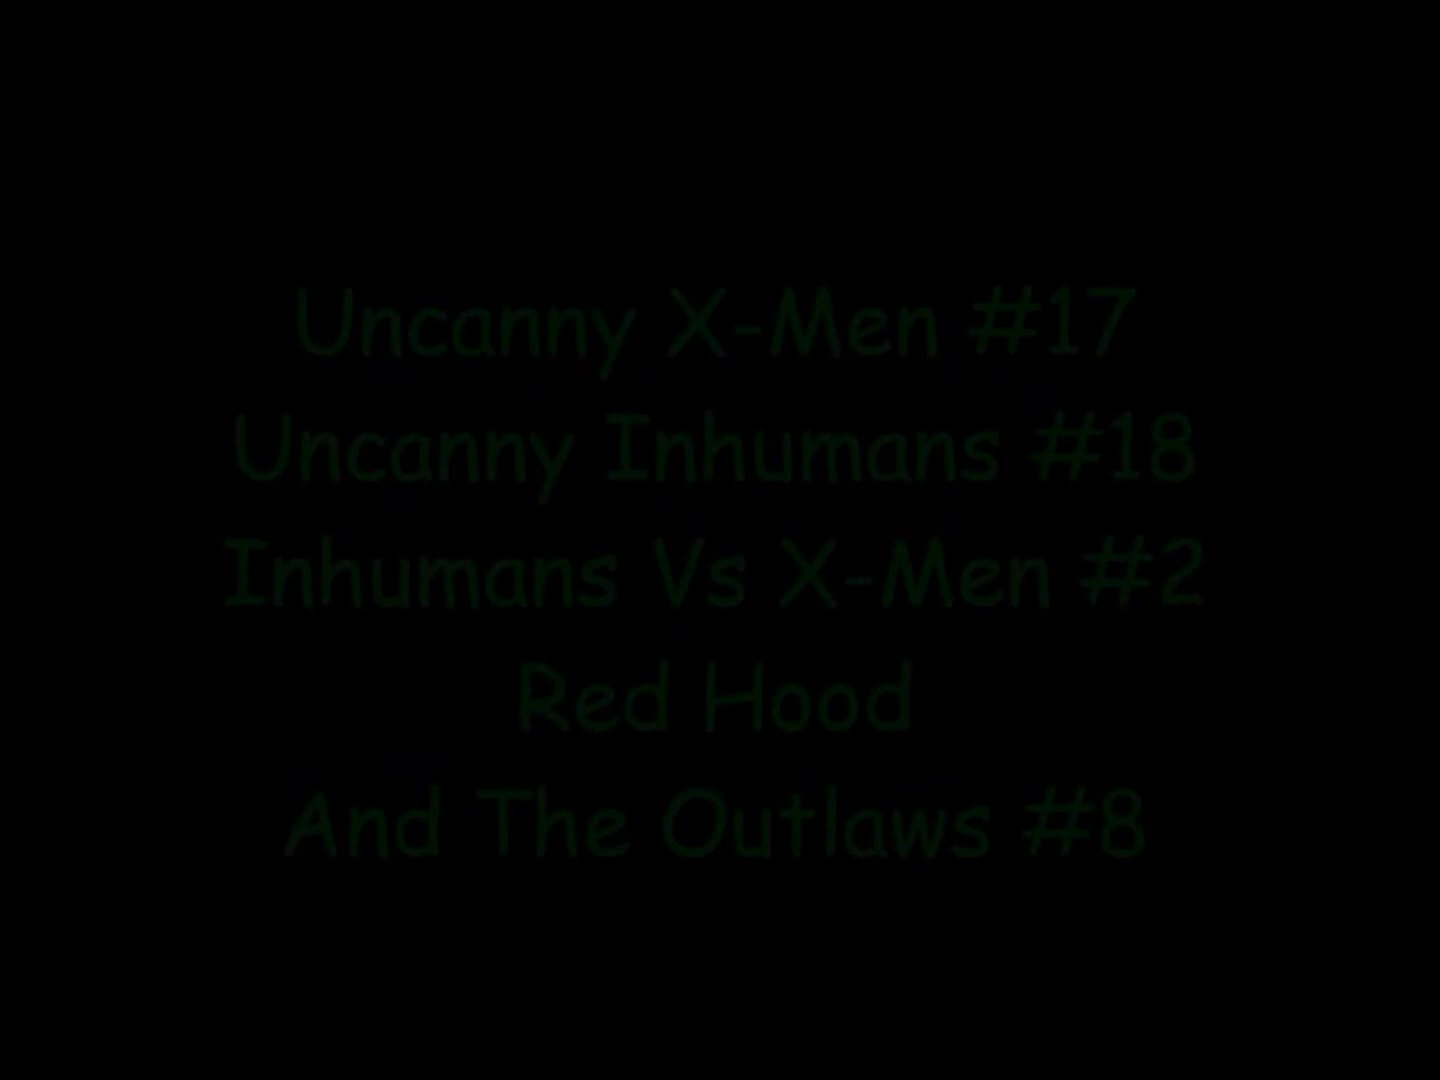 Uncanny X-Men #17
Uncanny Inhumans #18
Inhumans Vs X-Men #2
Red Hood
And The Outlaws #8